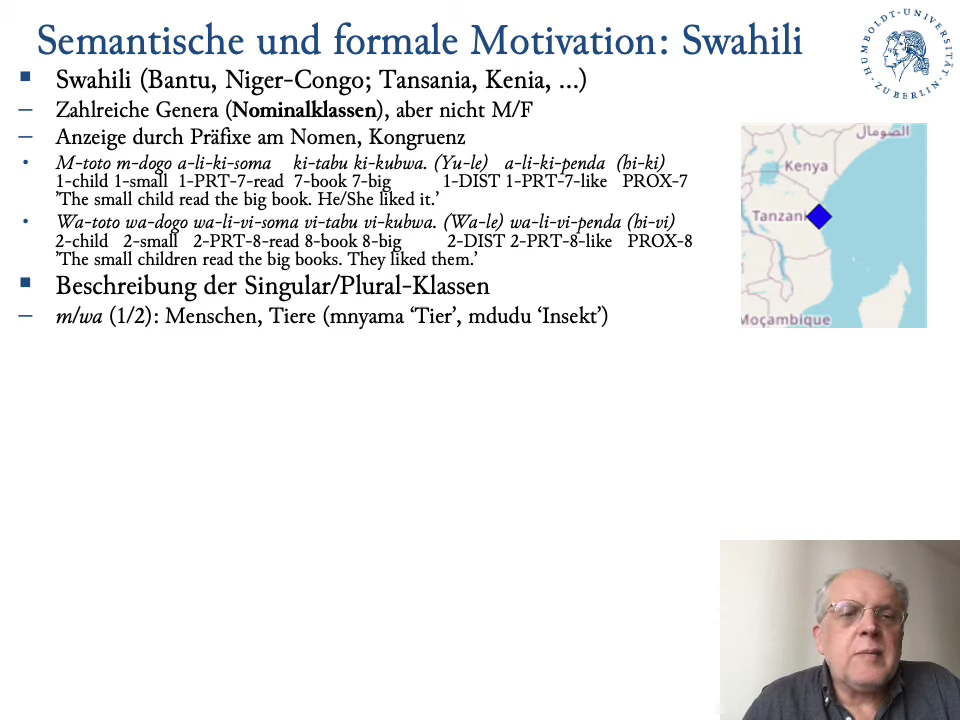 Semantische und formale Motivation: Swahili
HUMBOLDT-UNIVERSITÄT ZU BERLIN
Swahili (Bantu, Niger-Congo; Tansania, Kenia, ...)
Zahlreiche Genera (Nominalklassen), aber nicht M/F
Anzeige durch Präfixe am Nomen, Kongruenz
M-toto m-dogo a-li-ki-soma ki-tabu ki-kubwa. (Yu-le) a-li-ki-penda (hi-ki)
1-child 1-small 1-PRT-7-read 7-book 7-big 1-DIST 1-PRT-7-like PROX-7
’The small child read the big book. He/She liked it.’
Wa-toto wa-dogo wa-li-vi-soma vi-tabu vi-kubwa. (Wa-le) wa-li-vi-penda (hi-vi)
2-child 2-small 2-PRT-8-read 8-book 8-big 2-DIST 2-PRT-8-like PROX-8
’The small children read the big books. They liked them.’
Beschreibung der Singular/Plural-Klassen
m/wa (1/2): Menschen, Tiere (mnyama ‘Tier’, mdudu ‘Insekt’)
الصومال
Kenya
Tanzani
Moçambique